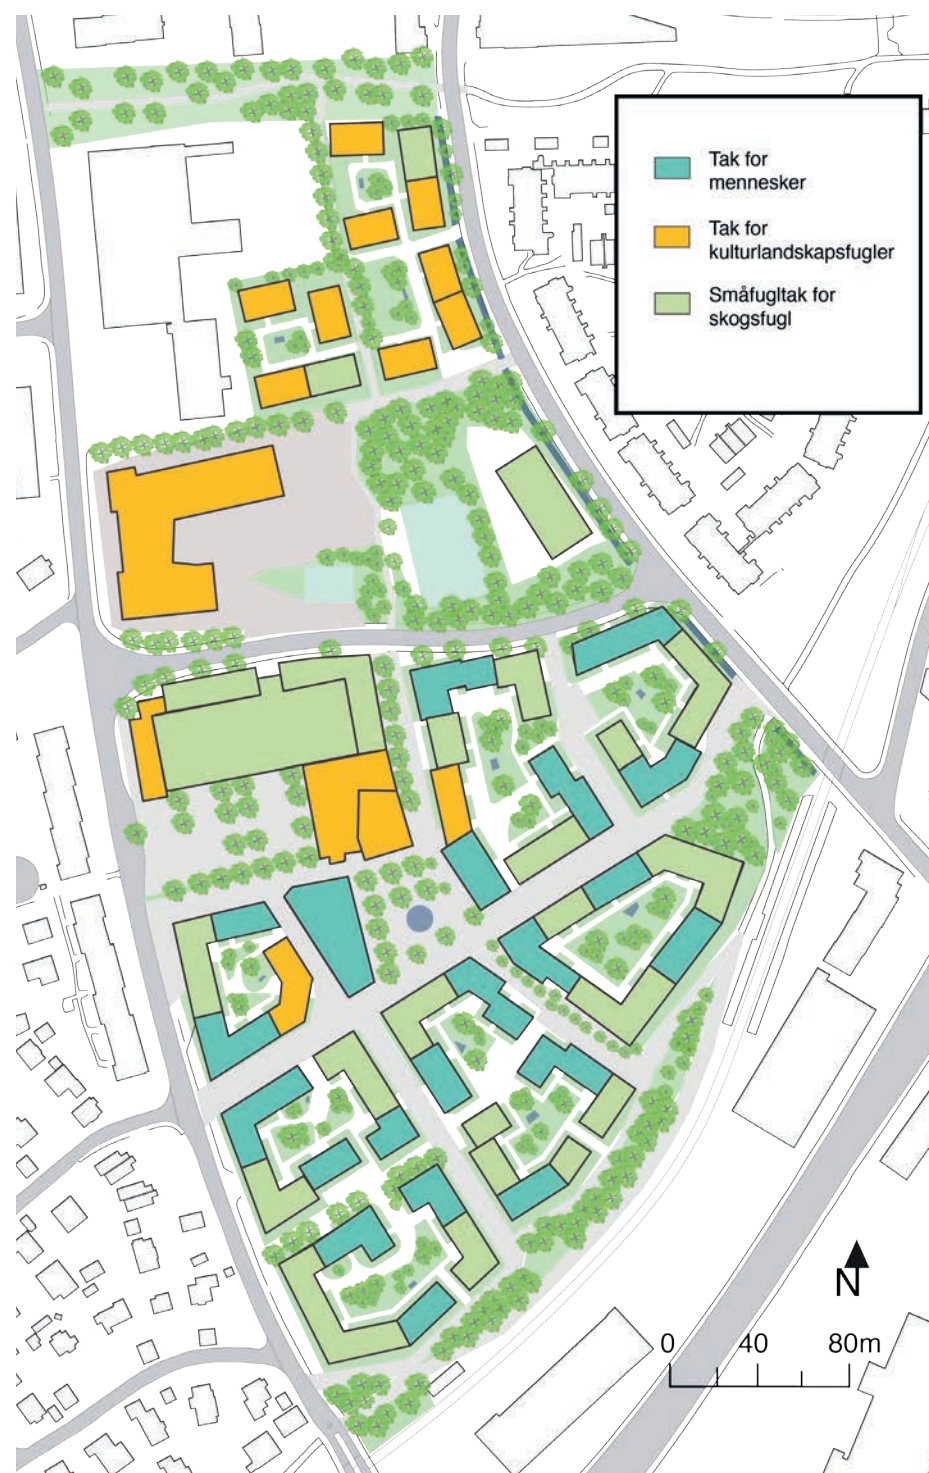 Tak for
mennesker
Tak for
kulturlandskapsfugler
Småfugltak for
skogsfugl
N
0 40 80m